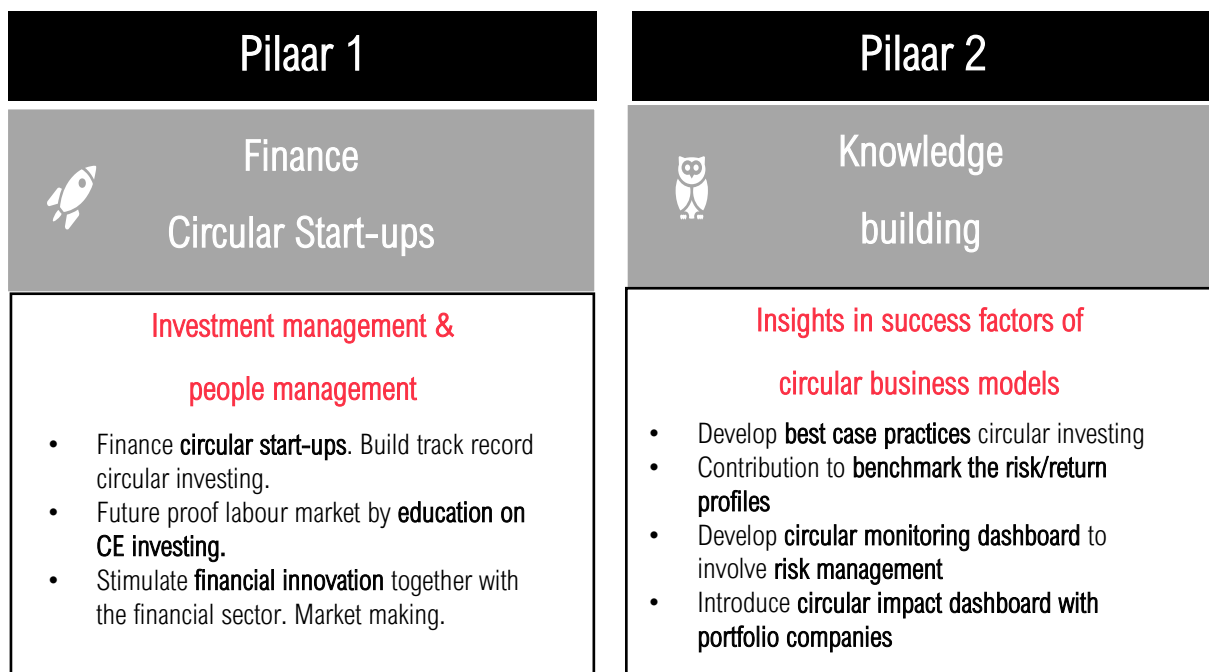 Pilaar 1
Finance
Circular Start-ups
Investment management &
people management
• Finance circular start-ups. Build track record
circular investing.
• Future proof labour market by education on
CE investing.
• Stimulate financial innovation together with
the financial sector. Market making.
Pilaar 2
Knowledge
building
Insights in success factors of
circular business models
• Develop best case practices circular investing
• Contribution to benchmark the risk/return
profiles
• Develop circular monitoring dashboard to
involve risk management
• Introduce circular impact dashboard with
portfolio companies